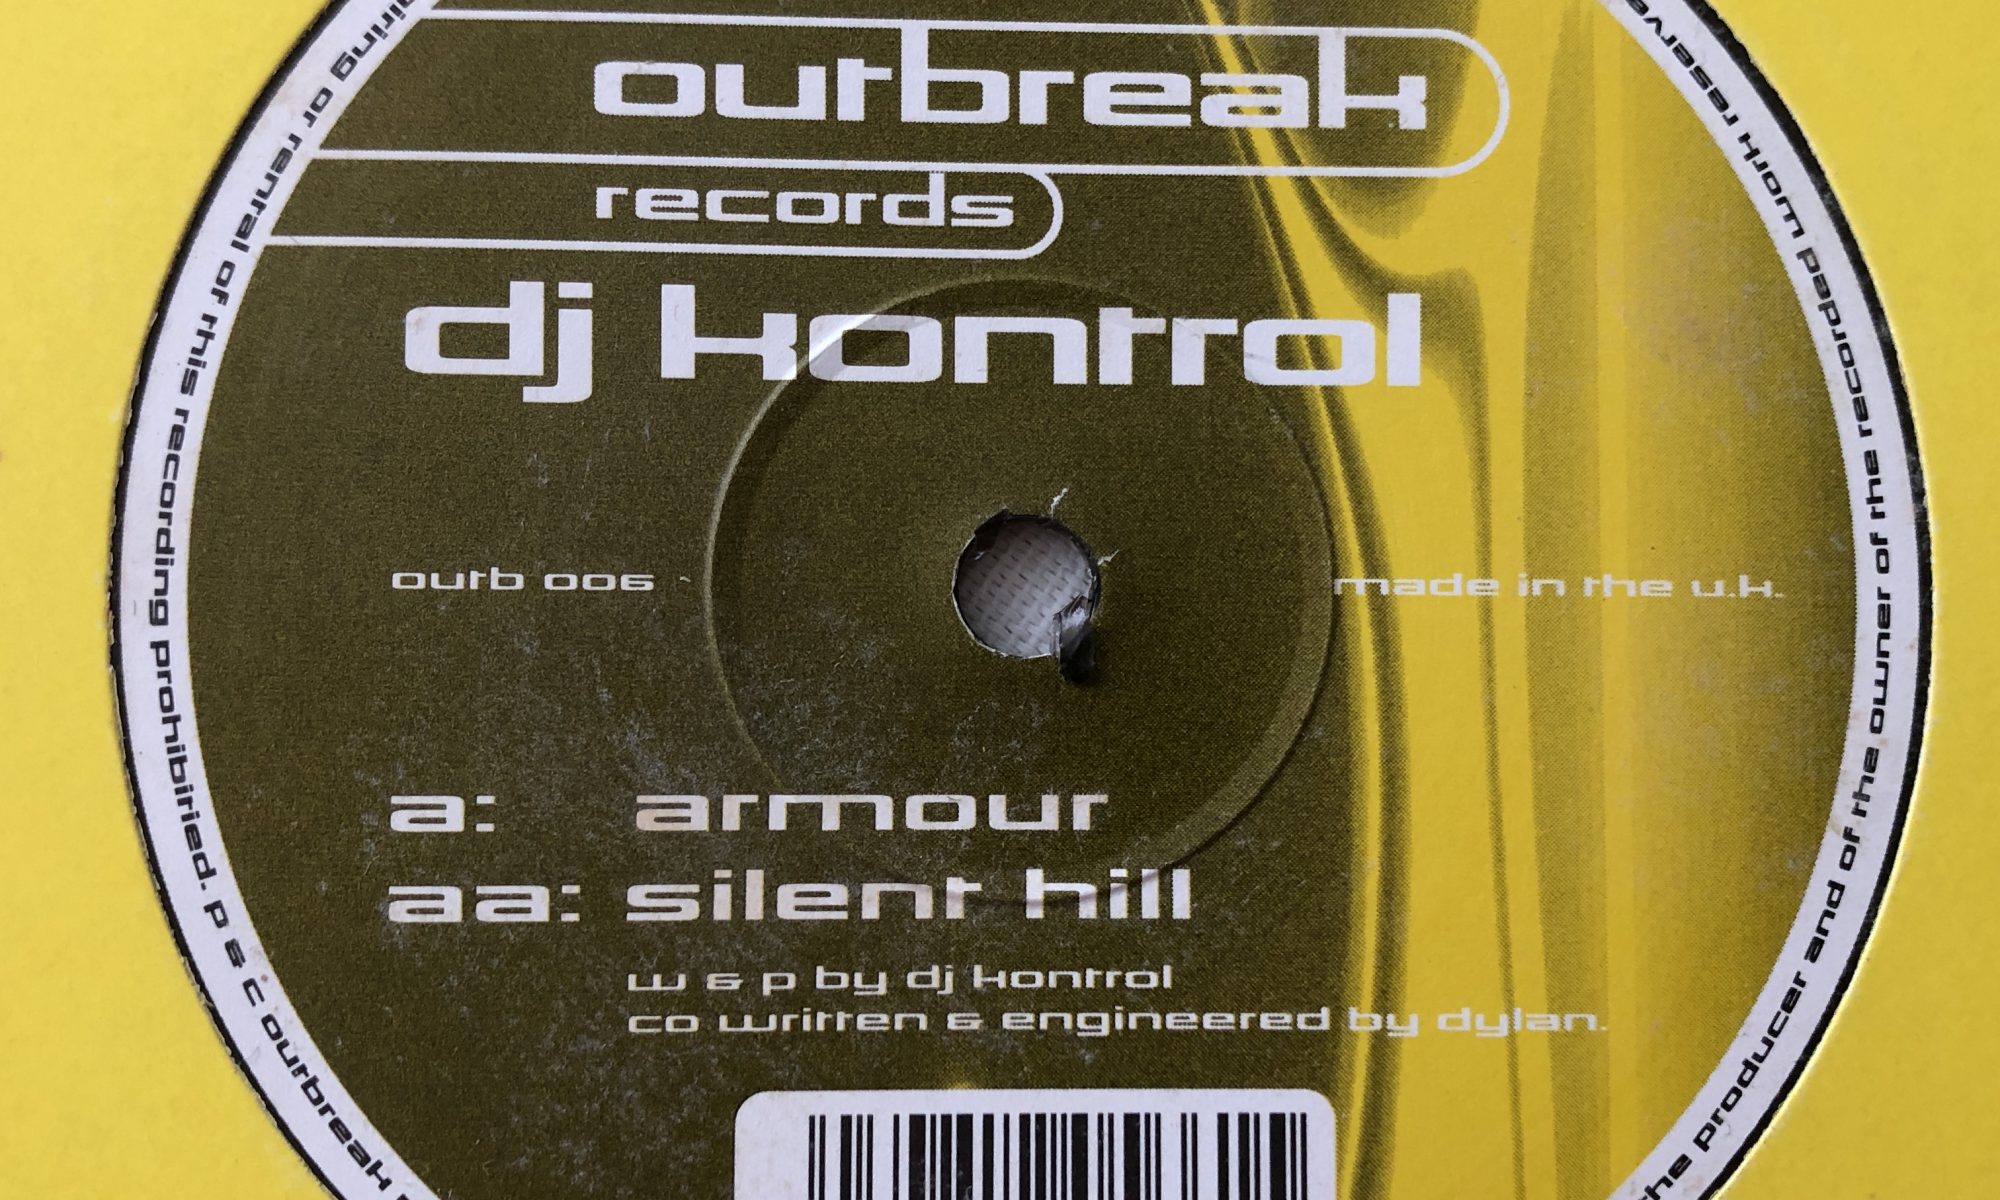 outbreak
records
dj kontrol
outb 006
made in the u.k.
a: armour
aa: silent hill
w & p by dj kontrol
co written & engineered by dylan.
hiring or rental of this recording prohibitied. p & c outbreak
the producer and of the owner of the recorded work reserve